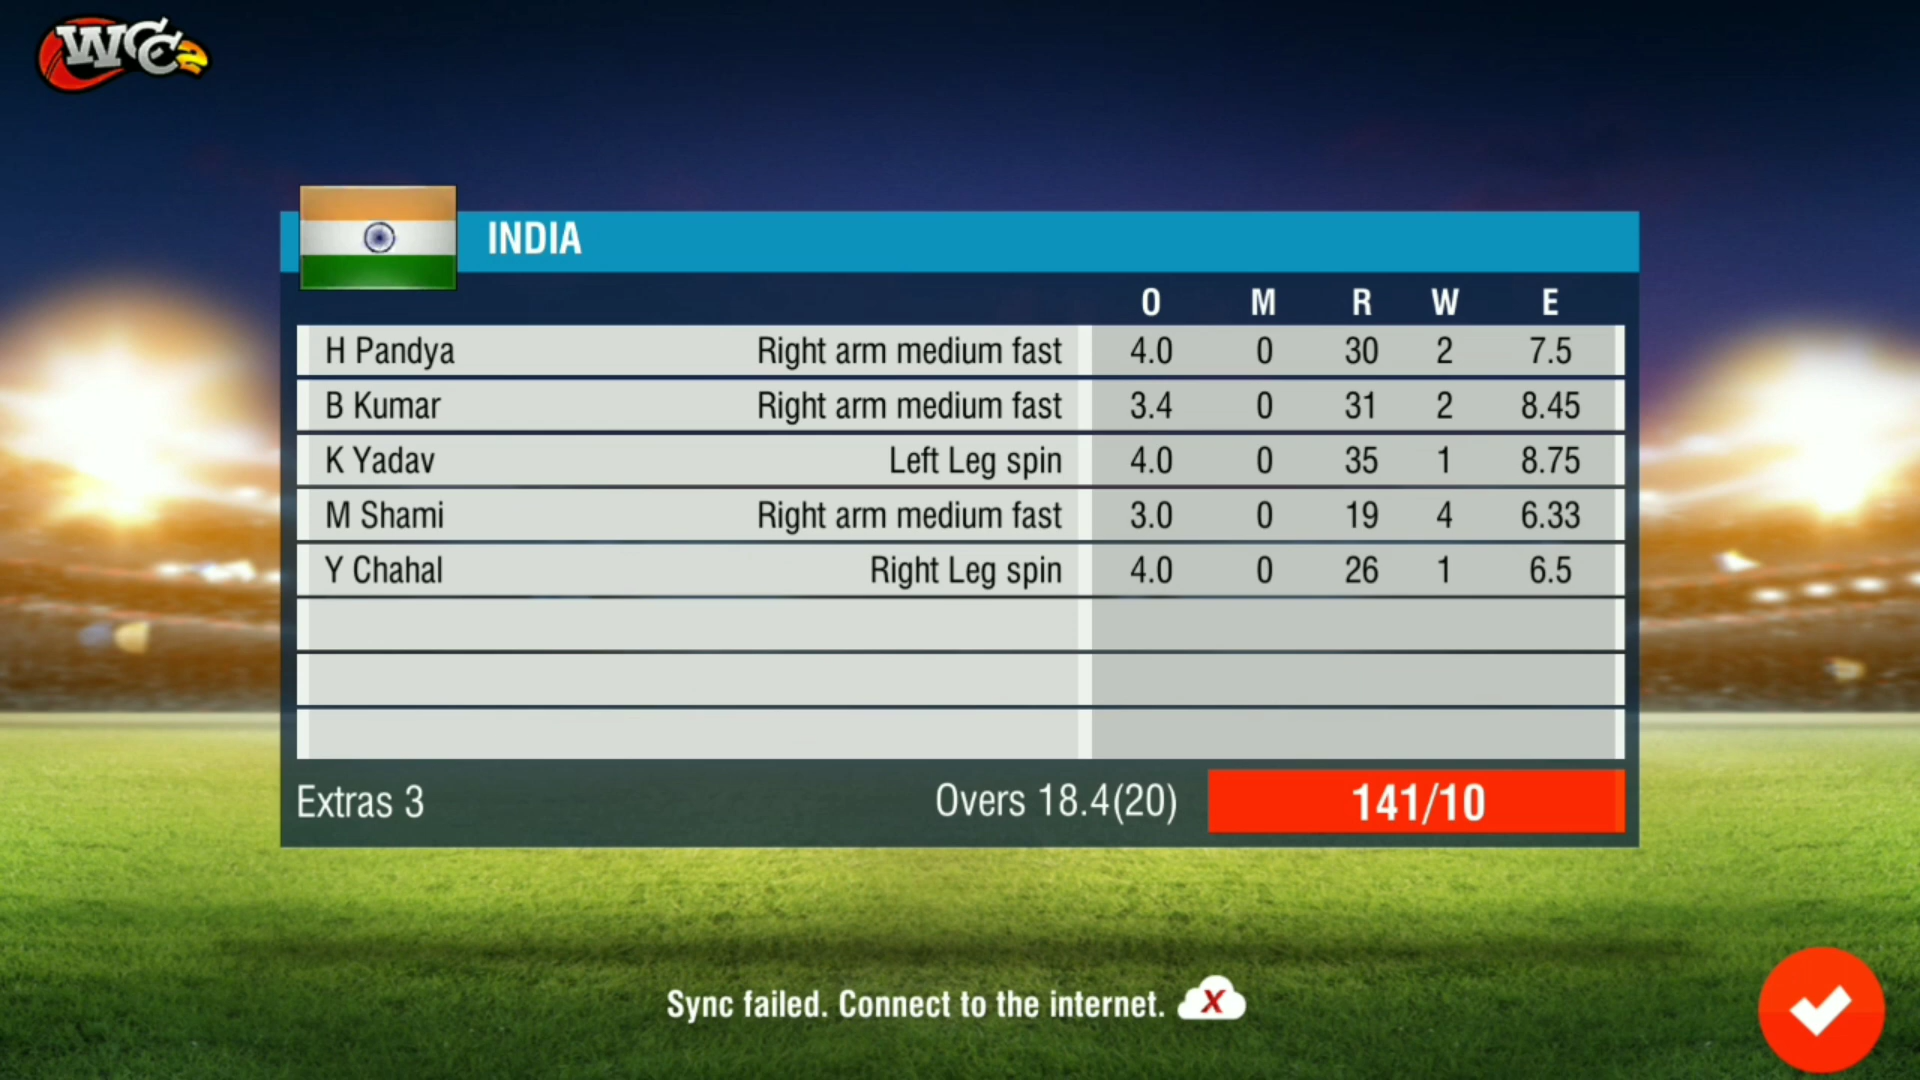 WCC2
INDIA
O M R W E
H Pandya Right arm medium fast 4.0 0 30 2 7.5
B Kumar Right arm medium fast 3.4 0 31 2 8.45
K Yadav Left Leg spin 4.0 0 35 1 8.75
M Shami Right arm medium fast 3.0 0 19 4 6.33
Y Chahal Right Leg spin 4.0 0 26 1 6.5
Extras 3 Overs 18.4(20) 141/10
Sync failed. Connect to the internet. X